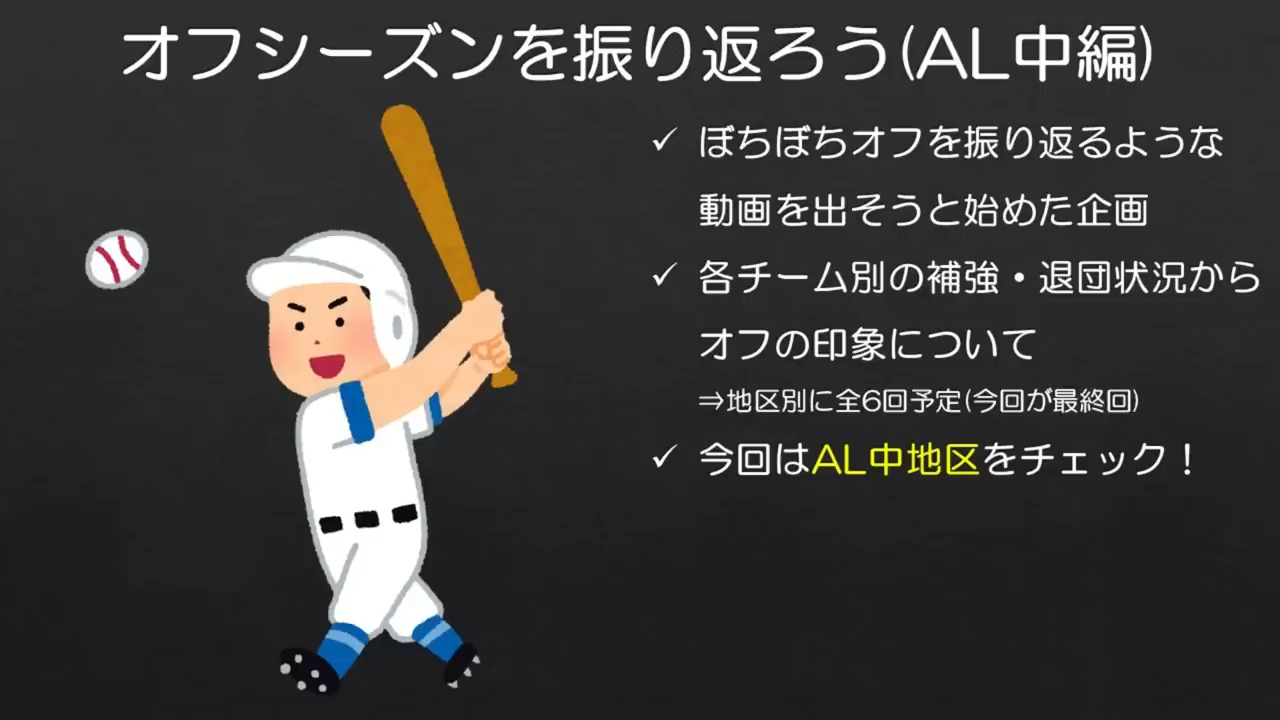 オフシーズンを振り返ろう(AL中編)
✓ ぼちぼちオフを振り返るような
動画を出そうと始めた企画
✓ 各チーム別の補強・退団状況から
オフの印象について
⇒地区別に全6回予定(今回が最終回)
✓ 今回はAL中地区をチェック！